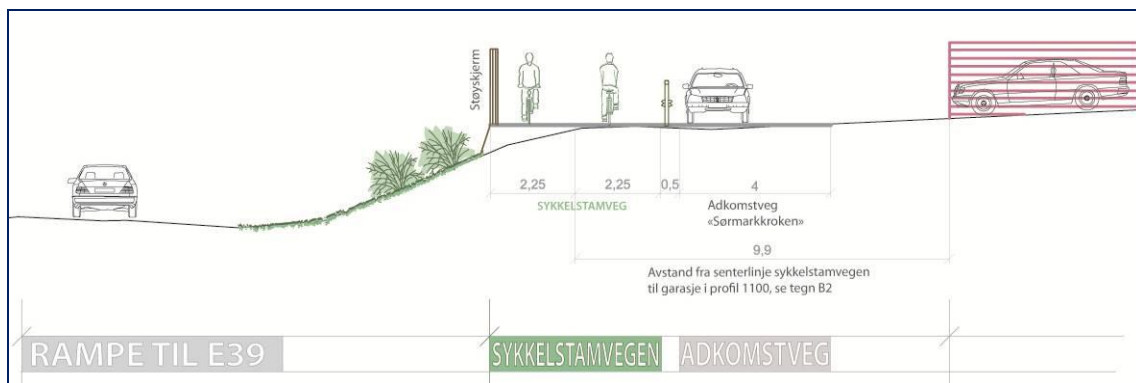 Støyskjerm
2,25
2,25
0,5
4
SYKKELSTAMVEG
Adkomstveg
«Sørmarkkroken»
9,9
Avstand fra senterlinje sykkelstamvegen
til garasje i profil 1100, se tegn B2
RAMPE TIL E39
SYKKELSTAMVEGEN
ADKOMSTVEG